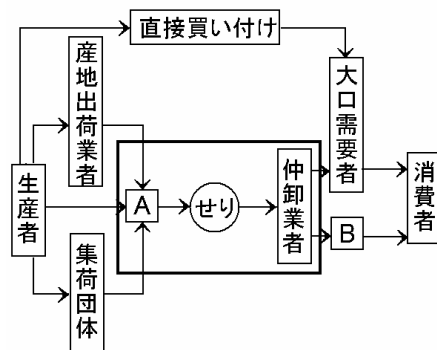 直接買い付け
産地出荷業者
大口需要者
生産者
A
せり
仲卸業者
B
消費者
集荷団体